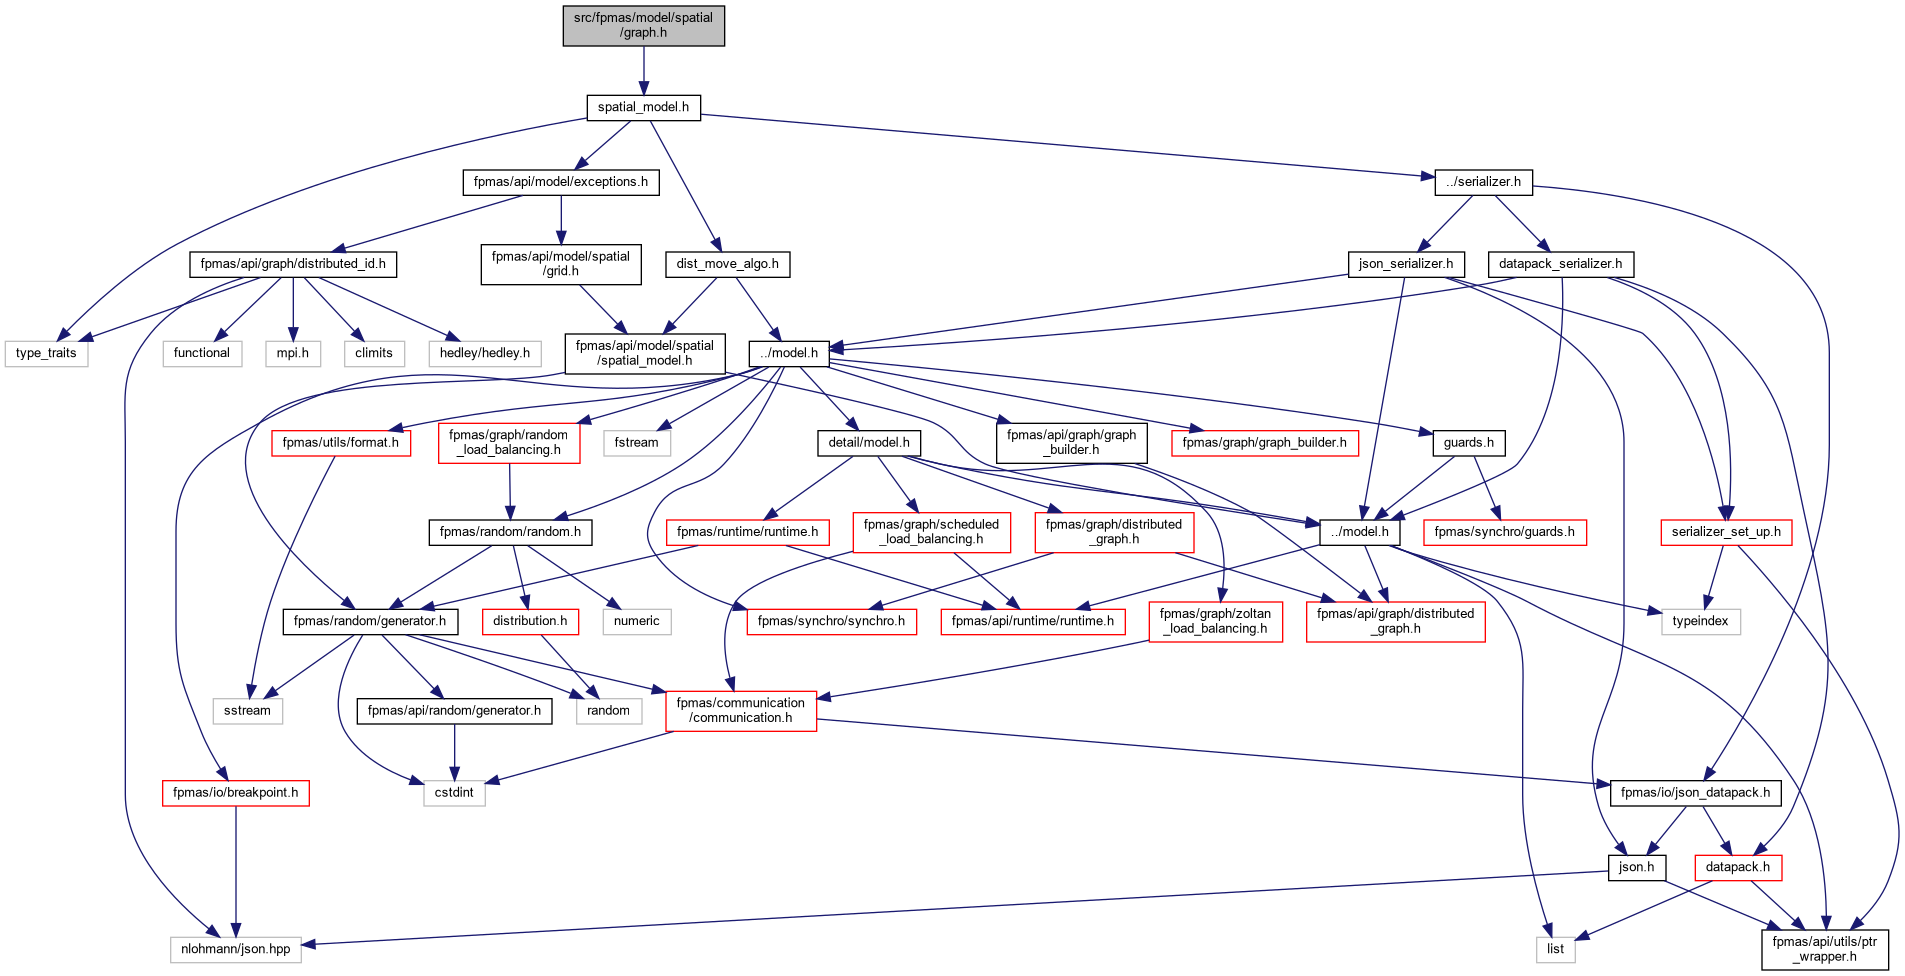 src/fpmas/model/spatial
/graph.h
spatial_model.h
fpmas/api/model/exceptions.h
../serializer.h
fpmas/api/graph/distributed_id.h
fpmas/api/model/spatial
/grid.h
dist_move_algo.h
json_serializer.h
datapack_serializer.h
type_traits
functional
mpi.h
climits
hedley/hedley.h
fpmas/api/model/spatial
/spatial_model.h
../model.h
fpmas/utils/format.h
fpmas/graph/random
_load_balancing.h
fstream
detail/model.h
fpmas/api/graph/graph
_builder.h
fpmas/graph/graph_builder.h
guards.h
fpmas/random/random.h
fpmas/runtime/runtime.h
fpmas/graph/scheduled
_load_balancing.h
fpmas/graph/distributed
_graph.h
../model.h
fpmas/synchro/guards.h
serializer_set_up.h
fpmas/random/generator.h
distribution.h
numeric
fpmas/synchro/synchro.h
fpmas/api/runtime/runtime.h
fpmas/graph/zoltan
_load_balancing.h
fpmas/api/graph/distributed
_graph.h
typeindex
sstream
fpmas/api/random/generator.h
random
fpmas/communication
/communication.h
fpmas/io/breakpoint.h
cstdint
fpmas/io/json_datapack.h
json.h
datapack.h
nlohmann/json.hpp
list
fpmas/api/utils/ptr
_wrapper.h